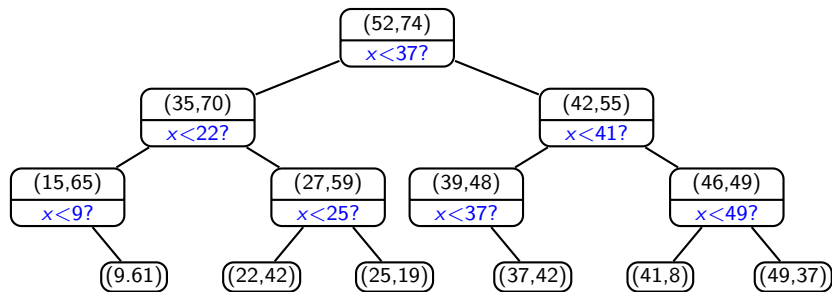 (52,74)
x<37?
(35,70)
(42,55)
x<22?
x<41?
(15,65)
(27,59)
(39,48)
(46,49)
x<9?
x<25?
x<37?
x<49?
(9.61)
(22,42)
(25,19)
(37,42)
(41,8)
(49,37)